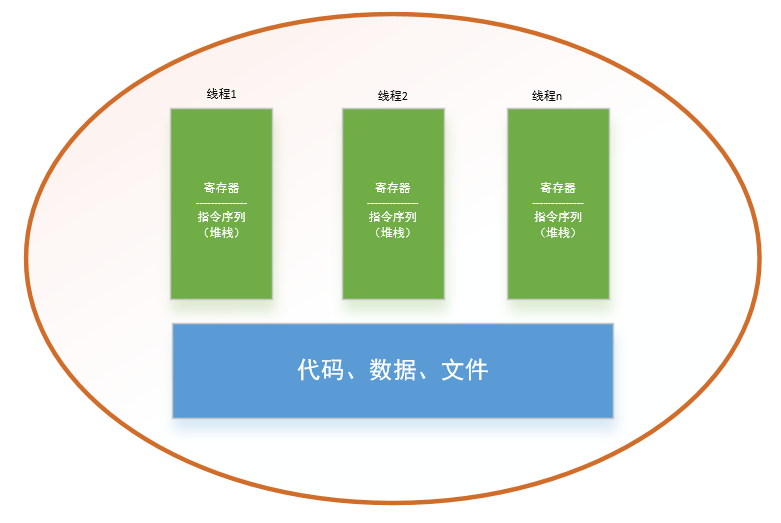 线程1
线程2
线程n
寄存器
---------------
指令序列
（堆栈）
寄存器
---------------
指令序列
（堆栈）
寄存器
---------------
指令序列
（堆栈）
代码、数据、文件